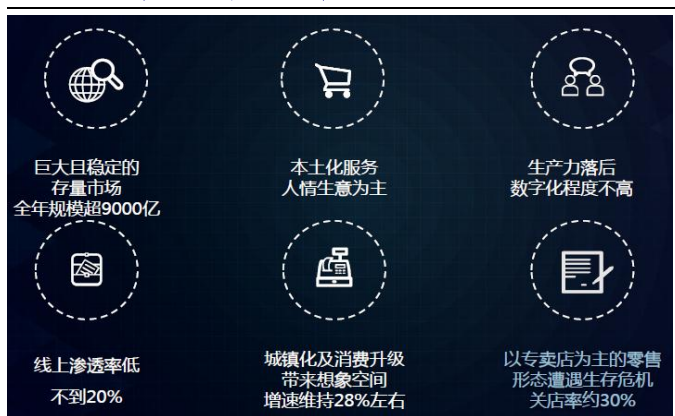 巨大且稳定的
存量市场
全年规模超9000亿
本土化服务
人情生意为主
生产力落后
数字化程度不高
线上渗透率低
不到20%
城镇化及消费升级
带来想象空间
增速维持28%左右
以专卖店为主的零售
形态遭遇生存危机
关店率约30%